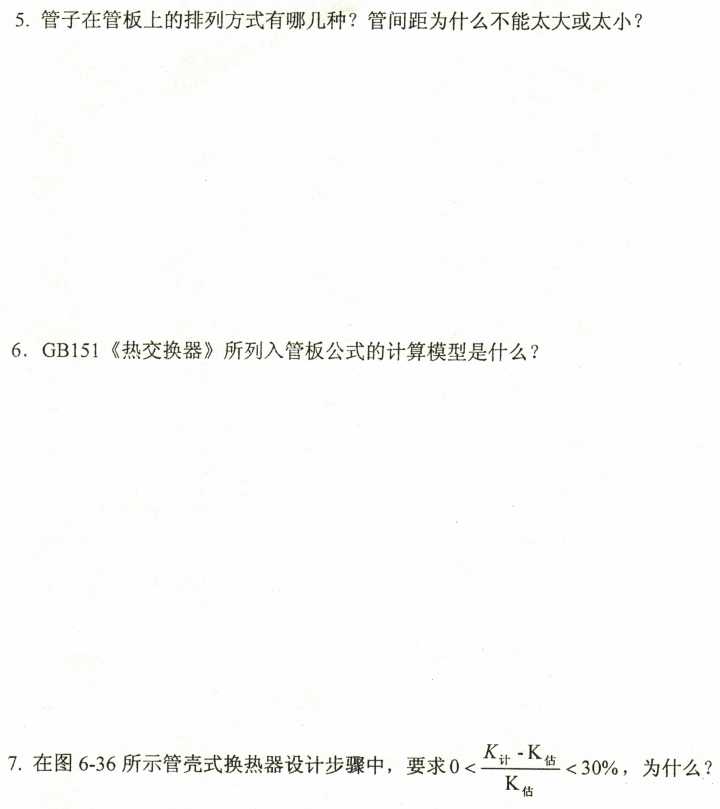 5. 管子在管板上的排列方式有哪几种？管间距为什么不能太大或太小？
6. GB151《热交换器》所列入管板公式的计算模型是什么？
7. 在图 6-36 所示管壳式换热器设计步骤中，要求 0 < \frac{K_{计} - K_{估}}{K_{估}} < 30%，为什么？